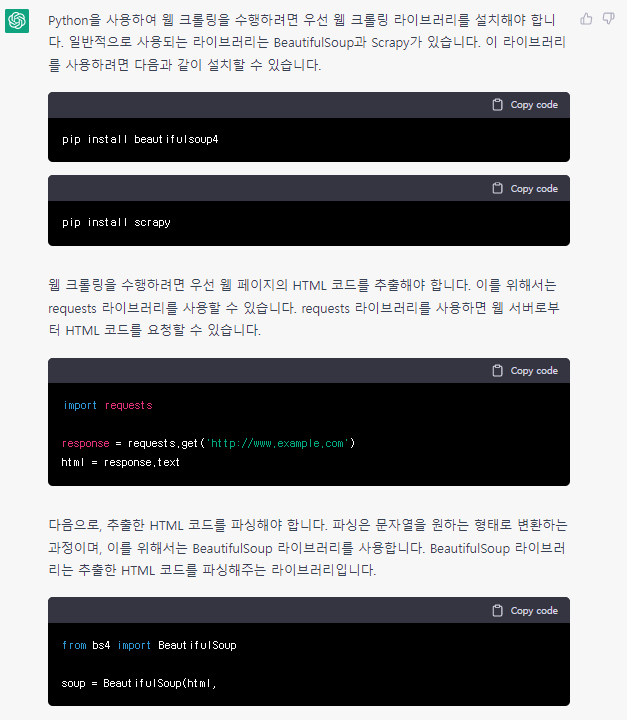 Python을 사용하여 웹 크롤링을 수행하려면 우선 웹 크롤링 라이브러리를 설치해야 합니
다. 일반적으로 사용되는 라이브러리는 BeautifulSoup과 Scrapy가 있습니다. 이 라이브러리
를 사용하려면 다음과 같이 설치할 수 있습니다.
Copy code
pip install beautifulsoup4
Copy code
pip install scrapy
웹 크롤링을 수행하려면 우선 웹 페이지의 HTML 코드를 추출해야 합니다. 이를 위해서는
requests 라이브러리를 사용할 수 있습니다. requests 라이브러리를 사용하면 웹 서버로부
터 HTML 코드를 요청할 수 있습니다.
Copy code
import requests
response = requests.get('http://www.example.com')
html = response.text
다음으로, 추출한 HTML 코드를 파싱해야 합니다. 파싱은 문자열을 원하는 형태로 변환하는
과정이며, 이를 위해서는 BeautifulSoup 라이브러리를 사용합니다. BeautifulSoup 라이브러
리는 추출한 HTML 코드를 파싱해주는 라이브러리입니다.
Copy code
from bs4 import BeautifulSoup
soup = BeautifulSoup(html,